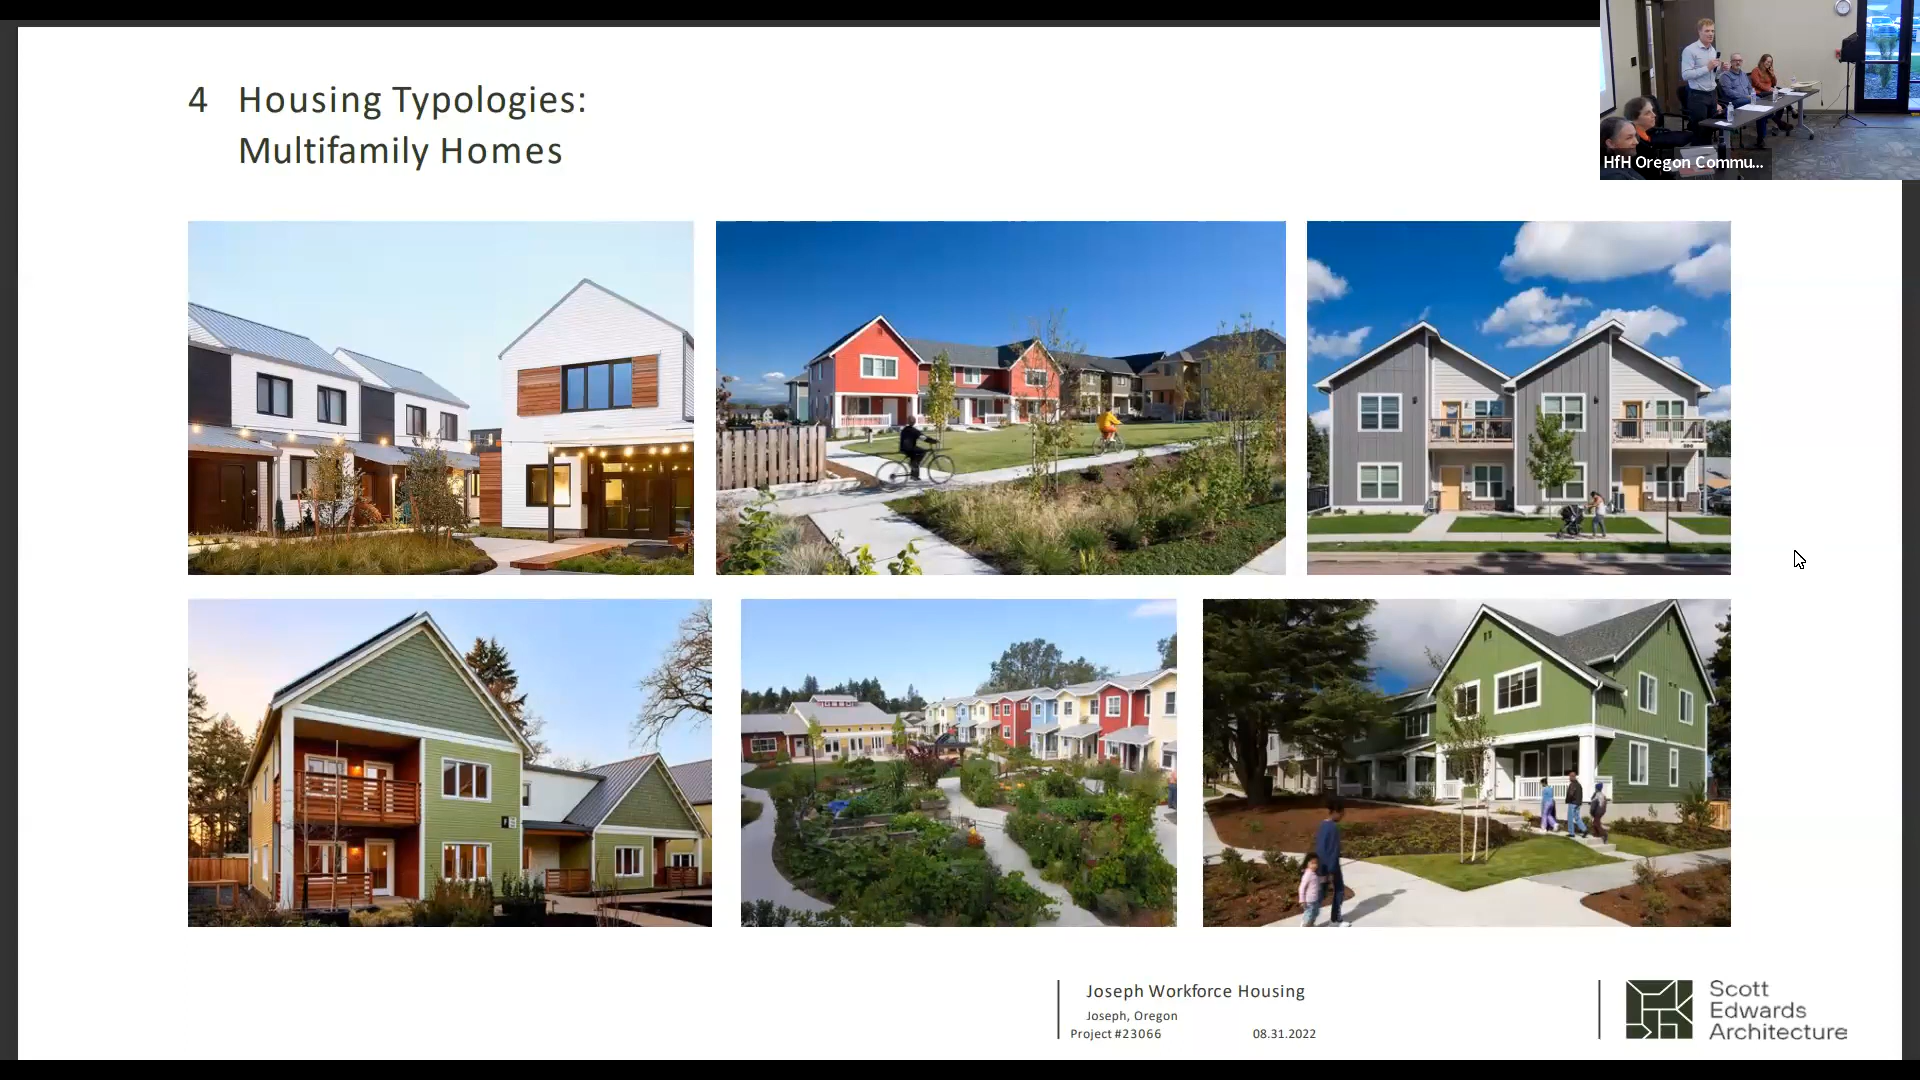 4 Housing Typologies:
Multifamily Homes
HfH Oregon Commu...
Joseph Workforce Housing
Joseph, Oregon
Project #23066 08.31.2022
Scott
Edwards
Architecture